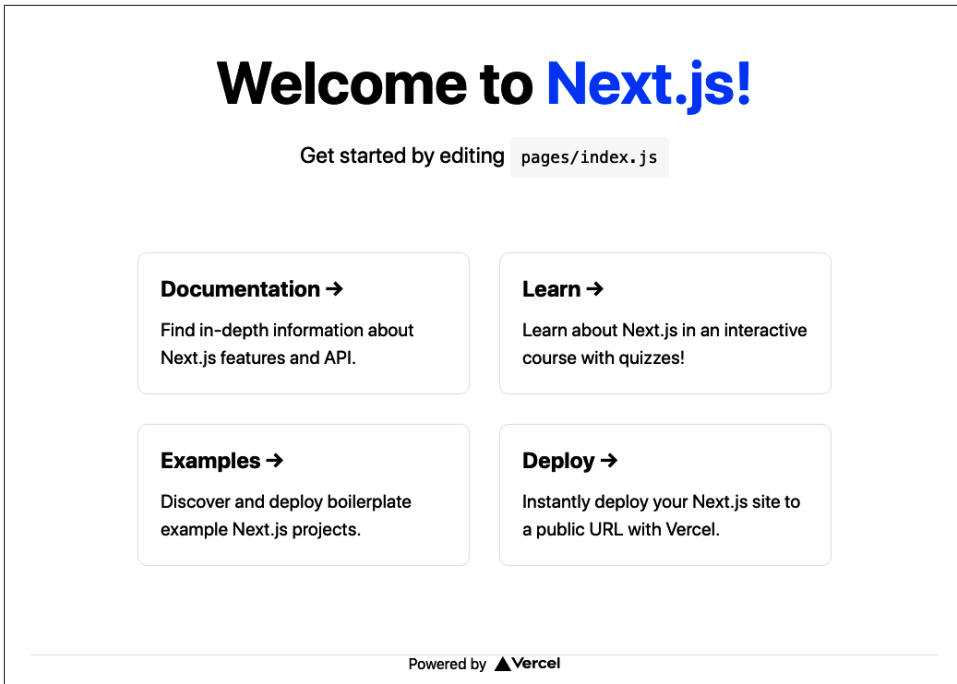 Welcome to Next.js!
Get started by editing pages/index.js
Documentation →
Find in-depth information about
Next.js features and API.
Learn →
Learn about Next.js in an interactive
course with quizzes!
Examples →
Discover and deploy boilerplate
example Next.js projects.
Deploy →
Instantly deploy your Next.js site to
a public URL with Vercel.
Powered by ▲Vercel